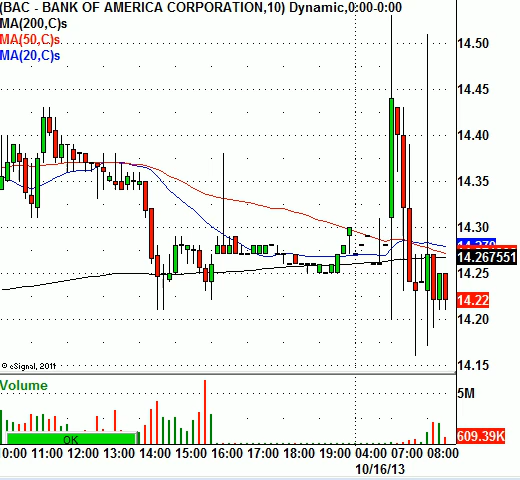 (BAC - BANK OF AMERICA CORPORATION,10) Dynamic,0:00-0:00
MA(200,C)s
MA(50,C)s
MA(20,C)s
14.50
14.45
14.40
14.35
14.30
14.267551
14.25
14.22
14.20
14.15
© eSignal, 2011
Volume
5M
OK
609.39K
0:00 11:00 12:00 13:00 14:00 15:00 16:00 17:00 18:00 19:00 04:00 07:00 08:00
10/16/13